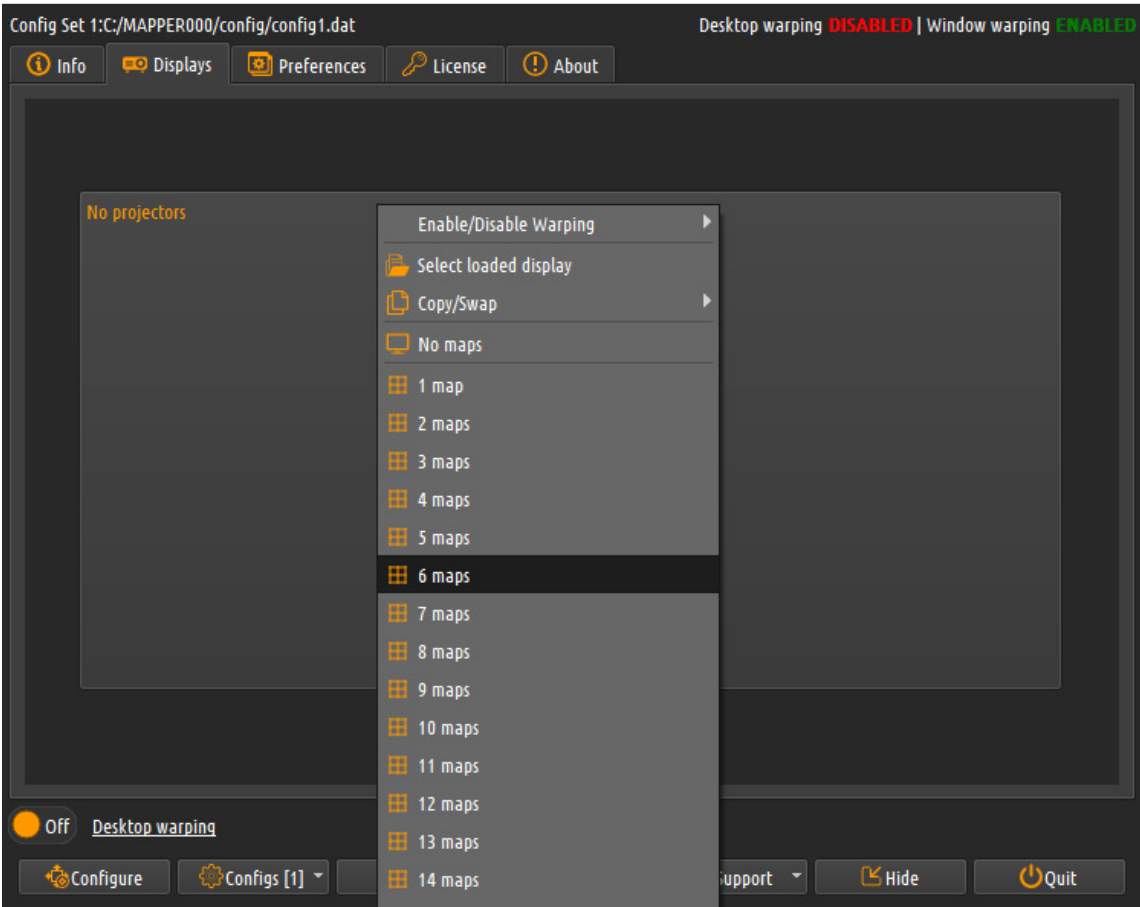 Config Set 1:C:/MAPPER000/config/config1.dat Desktop warping DISABLED | Window warping ENABLED
Info Displays Preferences License About
No projectors
Enable/Disable Warping
Select loaded display
Copy/Swap
No maps
1 map
2 maps
3 maps
4 maps
5 maps
6 maps
7 maps
8 maps
9 maps
10 maps
11 maps
12 maps
13 maps
14 maps
Off Desktop warping
Configure Configs [1] Hide Quit